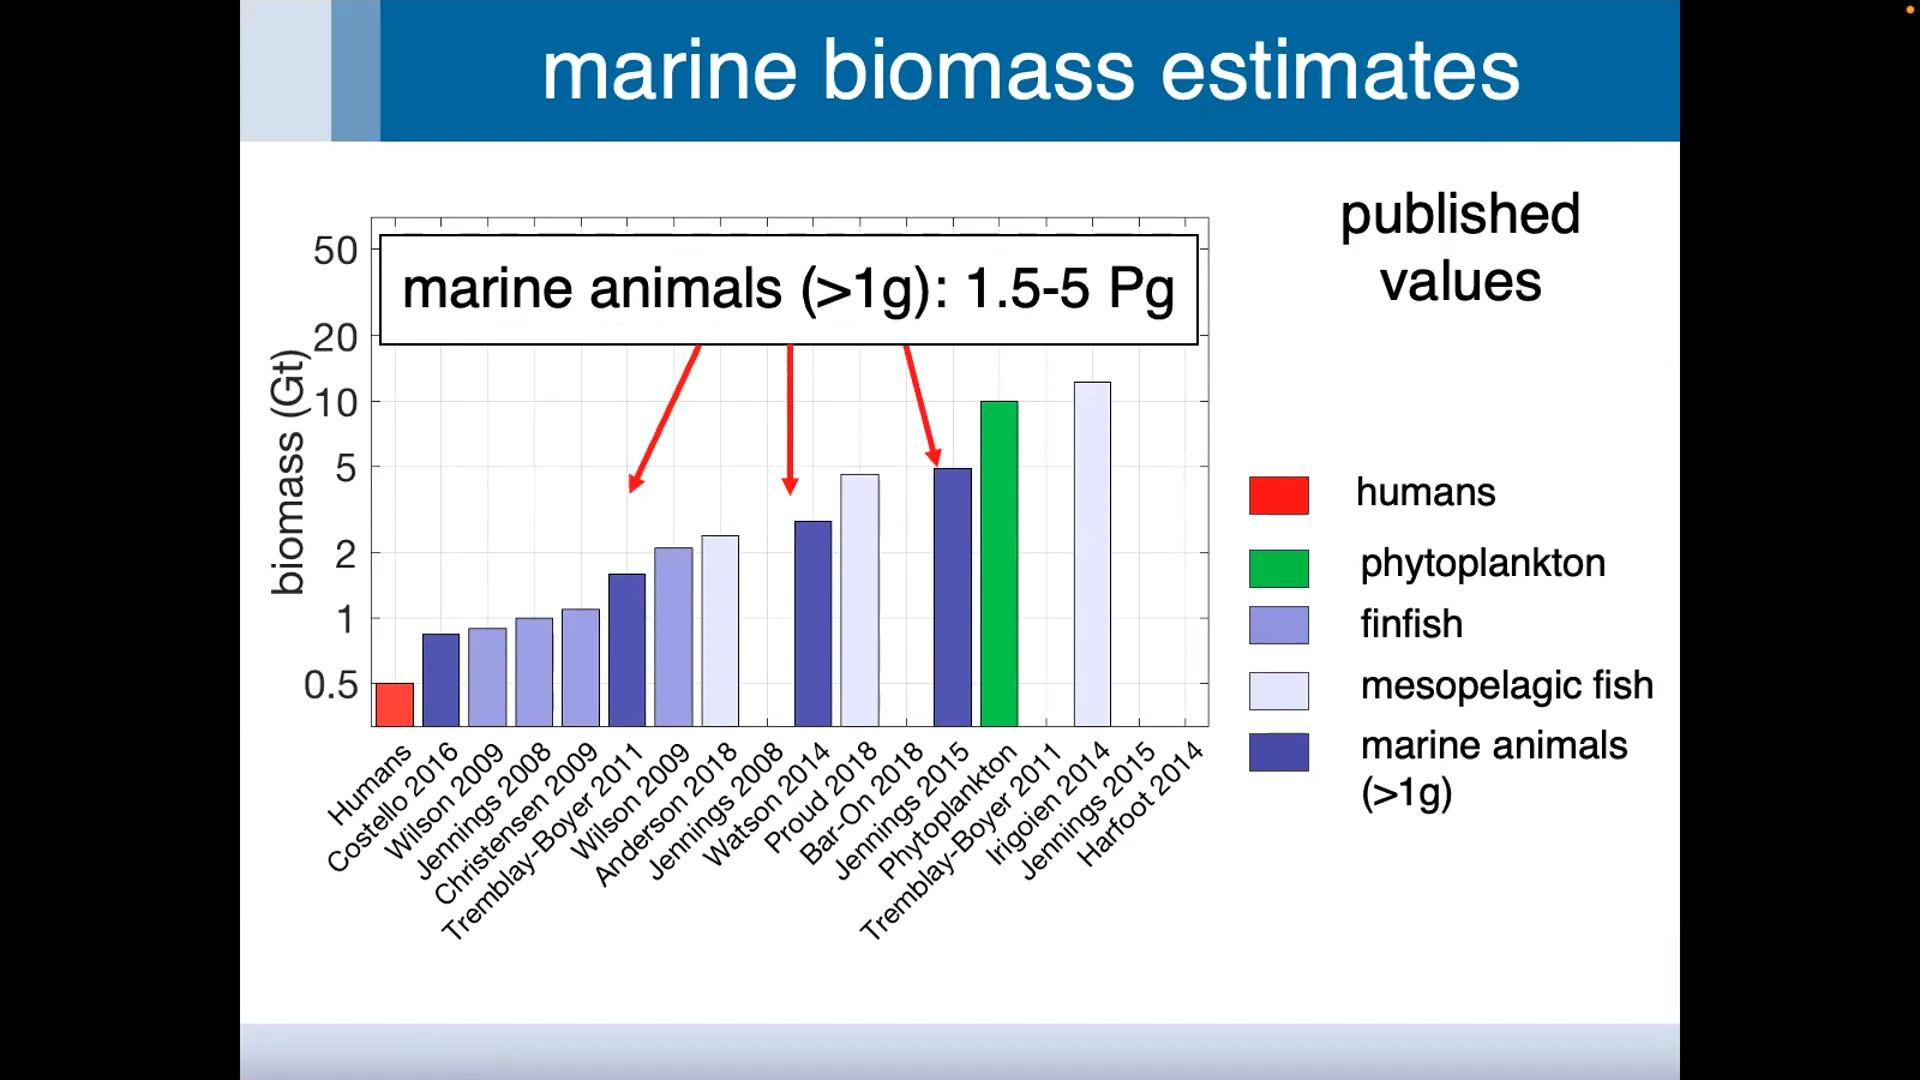 marine biomass estimates
published
values
marine animals (>1g): 1.5-5 Pg
biomass (Gt)
50
20
10
5
2
1
0.5
Humans
Costello 2016
Wilson 2009
Jennings 2008
Christensen 2009
Tremblay-Boyer 2011
Wilson 2009
Anderson 2018
Jennings 2008
Watson 2014
Proud 2018
Bar-On 2018
Jennings 2015
Phytoplankton
Tremblay-Boyer 2011
Irigoien 2014
Jennings 2015
Harfoot 2014
humans
phytoplankton
finfish
mesopelagic fish
marine animals
(>1g)